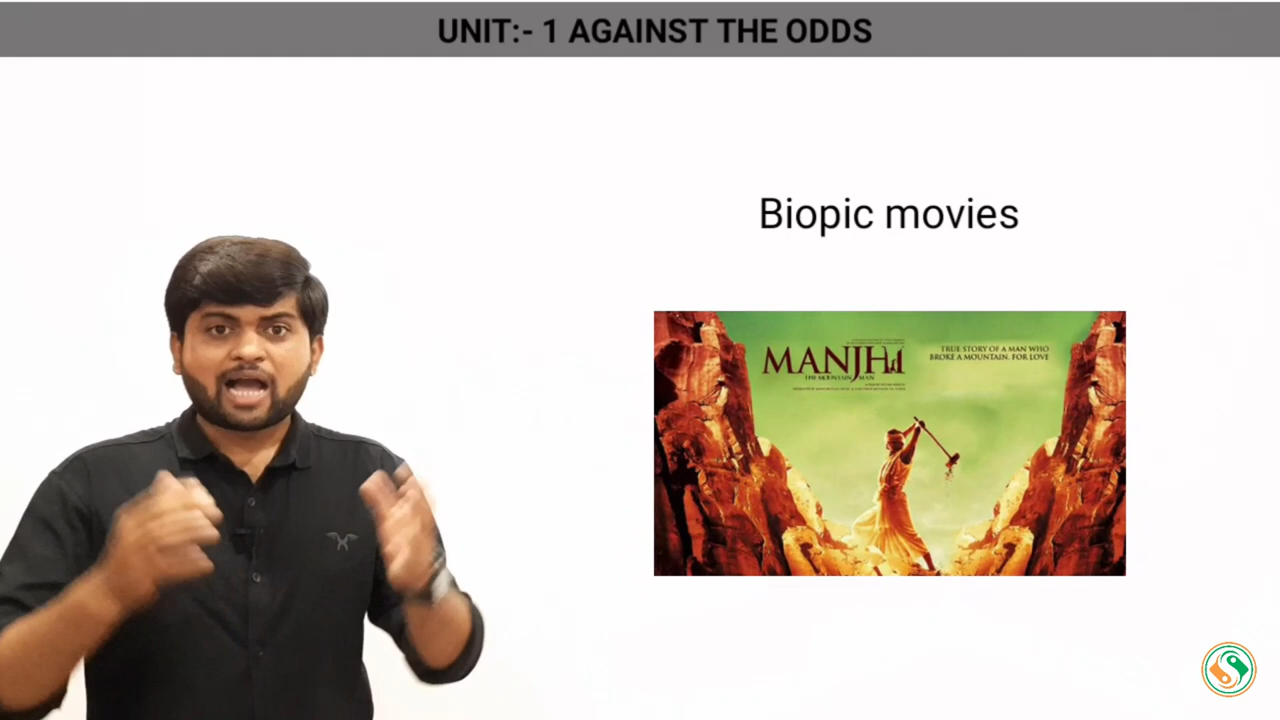 UNIT:- 1 AGAINST THE ODDS
Biopic movies
MANJHI
THE MOUNTAIN MAN
TRUE STORY OF A MAN WHO
BROKE A MOUNTAIN. FOR LOVE